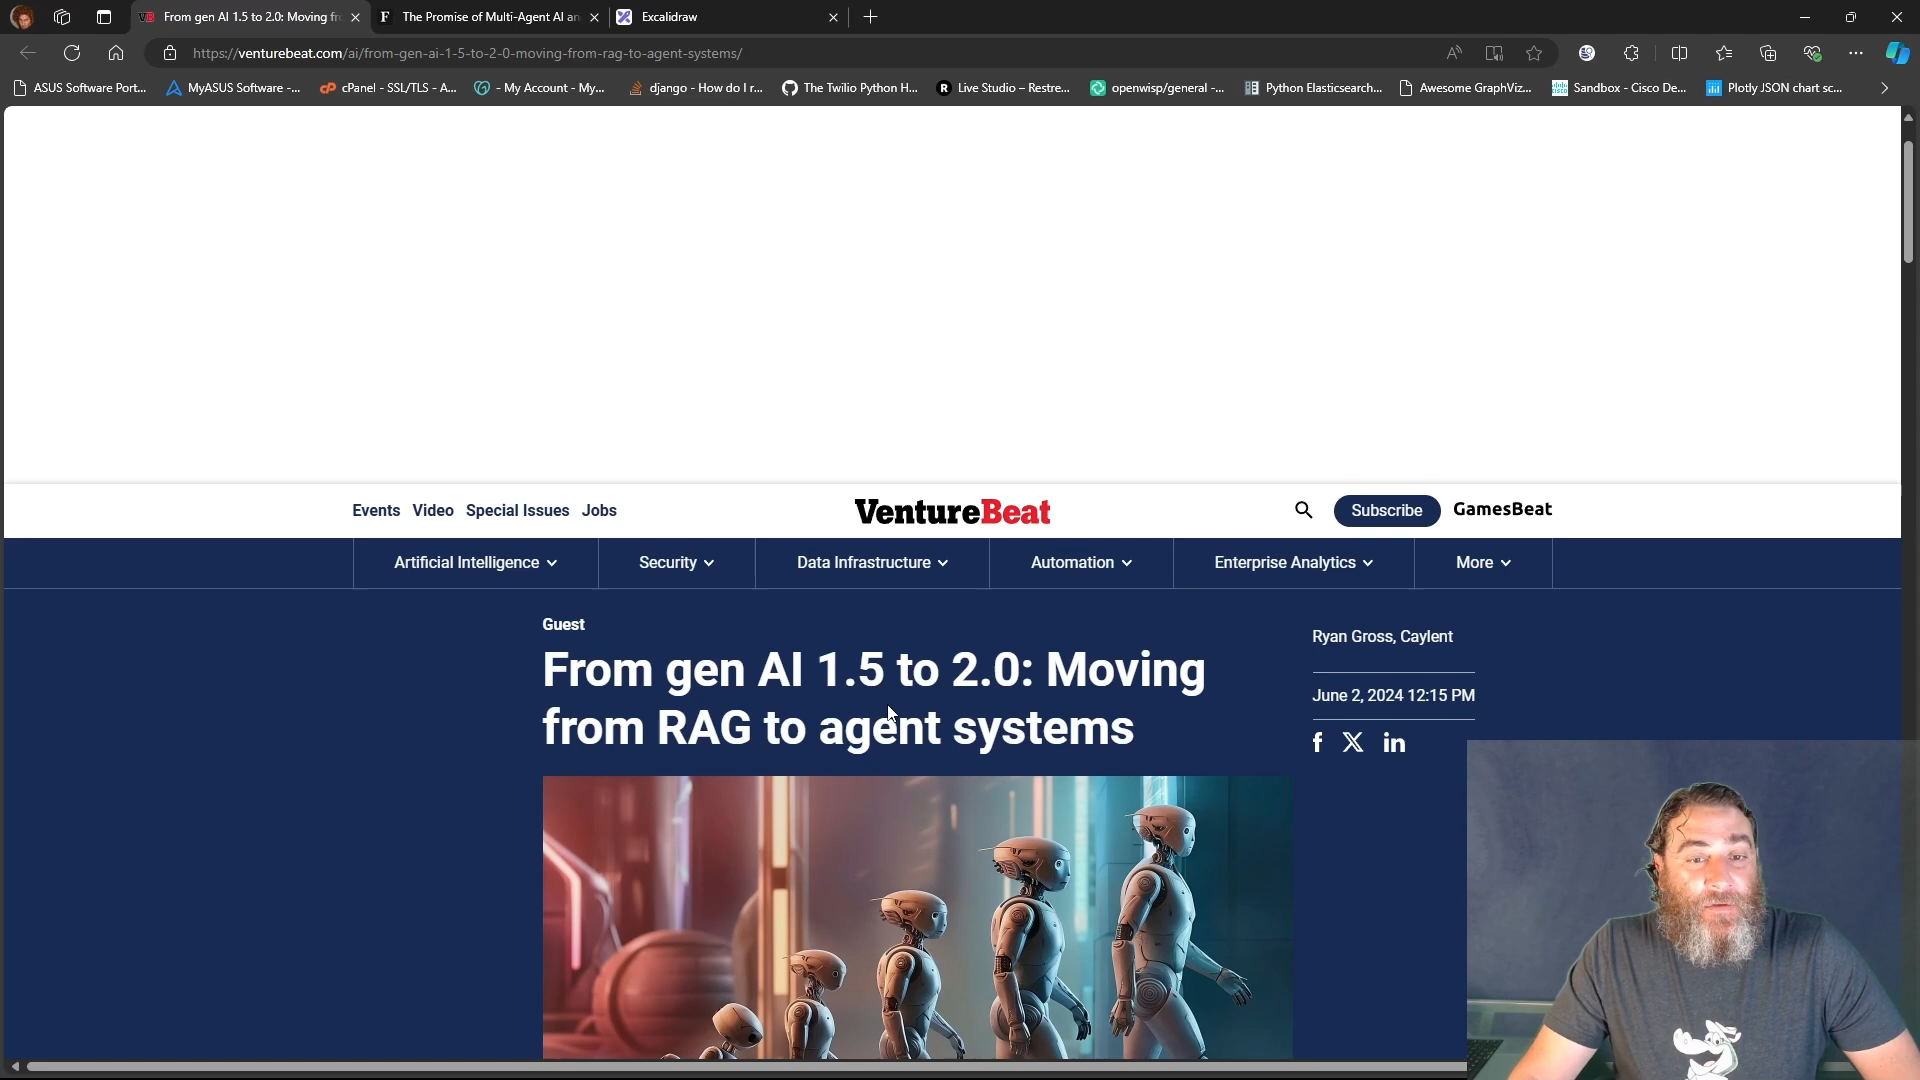 From gen AI 1.5 to 2.0: Moving fr
The Promise of Multi-Agent AI an
Excalidraw
https://venturebeat.com/ai/from-gen-ai-1-5-to-2-0-moving-from-rag-to-agent-systems/
ASUS Software Port...
MyASUS Software -...
cPanel - SSL/TLS - A...
- My Account - My...
django - How do I r...
The Twilio Python H...
Live Studio – Restre...
openwisp/general -...
Python Elasticsearch...
Awesome GraphViz...
Sandbox - Cisco De...
Plotly JSON chart sc...
Events Video Special Issues Jobs
VentureBeat
Subscribe
GamesBeat
Artificial Intelligence
Security
Data Infrastructure
Automation
Enterprise Analytics
More
Guest
From gen AI 1.5 to 2.0: Moving
from RAG to agent systems
Ryan Gross, Caylent
June 2, 2024 12:15 PM